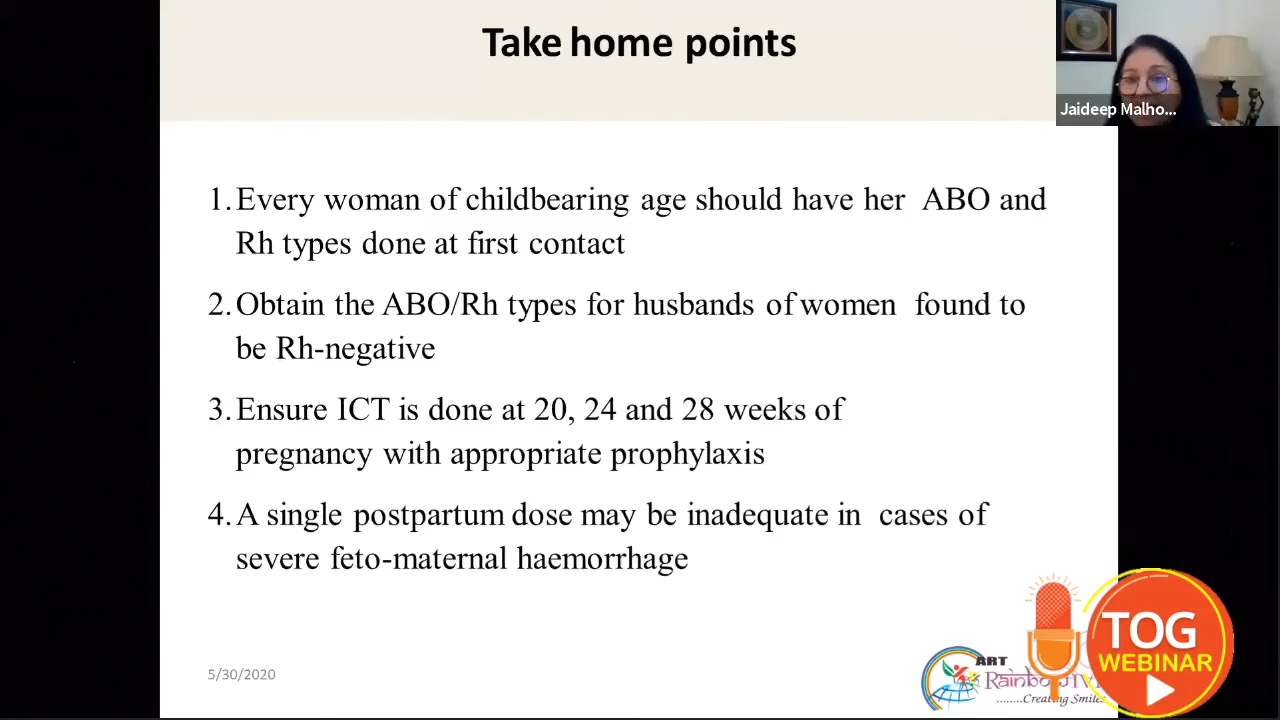 Take home points
Jaideep Malho...
1. Every woman of childbearing age should have her ABO and
Rh types done at first contact
2. Obtain the ABO/Rh types for husbands of women found to
be Rh-negative
3. Ensure ICT is done at 20, 24 and 28 weeks of
pregnancy with appropriate prophylaxis
4. A single postpartum dose may be inadequate in cases of
severe feto-maternal haemorrhage
5/30/2020
ART
Rainbow IV
........Creating Smiles
TOG
WEBINAR